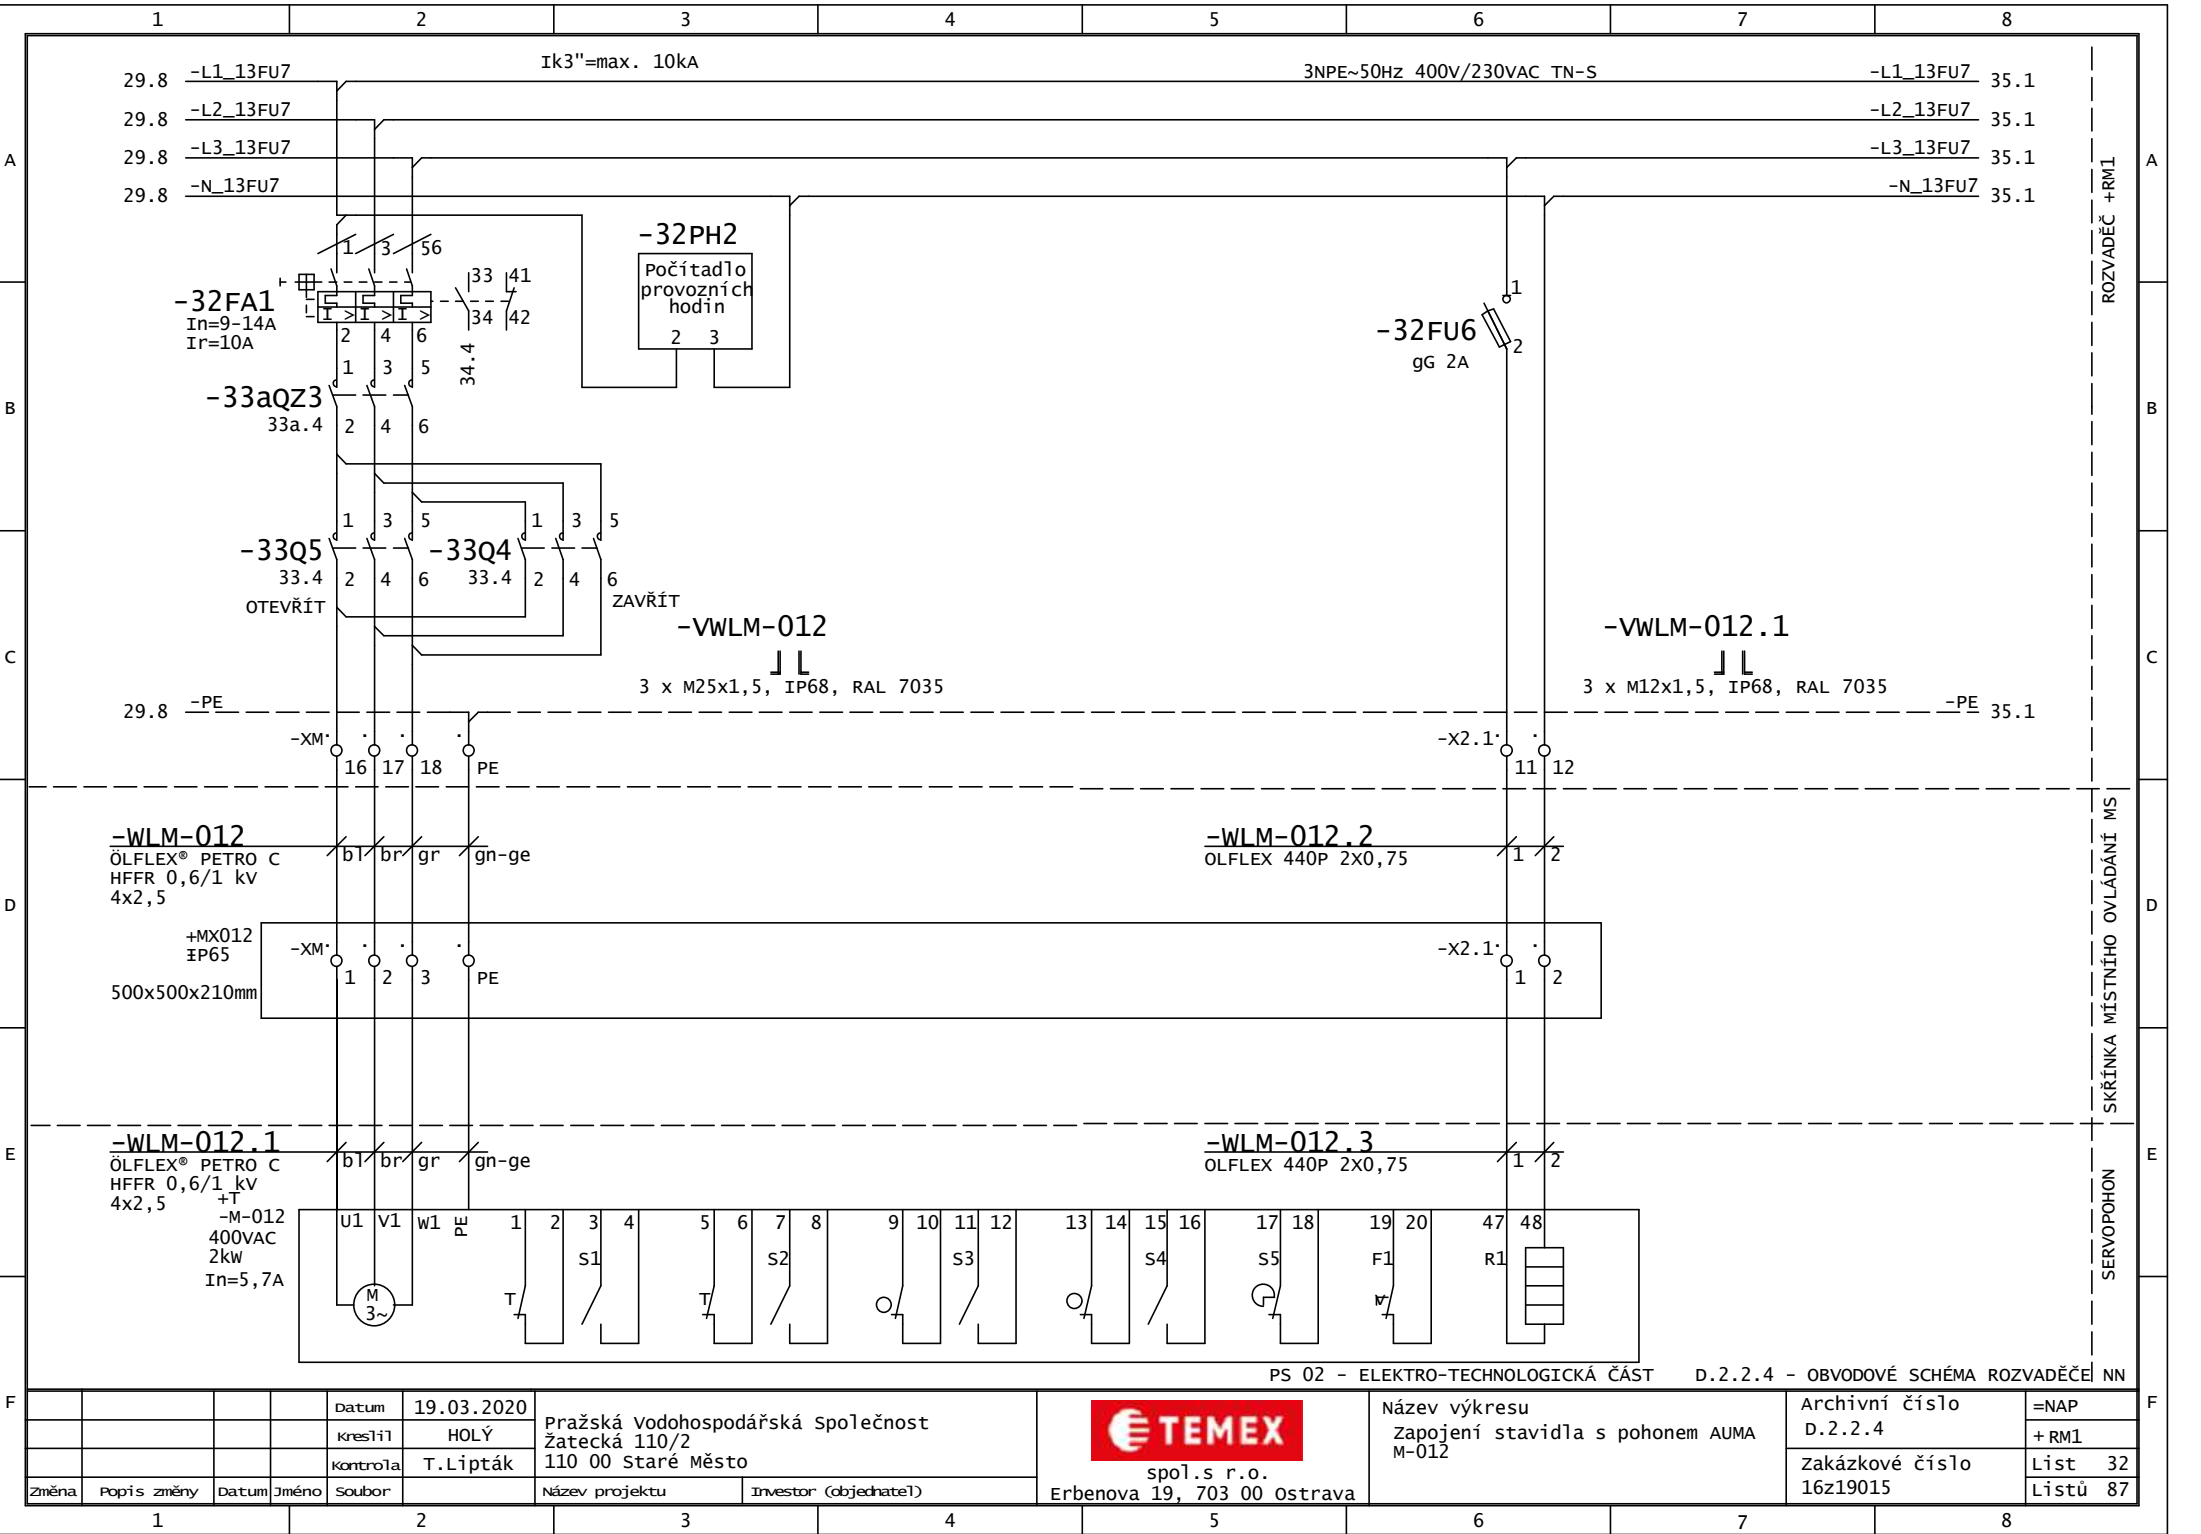 1 2 3 4 5 6 7 8
Ik3"=max. 10kA
3NPE~50Hz 400V/230VAC TN-S
29.8 -L1_13FU7 -L1_13FU7 35.1
29.8 -L2_13FU7 -L2_13FU7 35.1
29.8 -L3_13FU7 -L3_13FU7 35.1
A A
29.8 -N_13FU7 -N_13FU7 35.1
ROZVADĚČ +RM1
-32PH2
Počítadlo
provozních
hodin
2 3
1 3 56
33 41
-32FA1
In=9-14A
Ir=10A
I > I > I >
34 42
2 4 6
34.4
1
-32FU6
gG 2A
2
1 3 5
-33aQZ3
33a.4
2 4 6
B B
1 3 5 1 3 5
-33Q5 -33Q4
33.4 2 4 6 33.4 2 4 6
OTEVŘÍT ZAVŘÍT
-VWLM-012
3 x M25x1,5, IP68, RAL 7035
-VWLM-012.1
3 x M12x1,5, IP68, RAL 7035
C C
29.8 -PE -PE 35.1
-XM 16 17 18 PE
-X2.1 11 12
-WLM-012
ÖLFLEX® PETRO C
HFFR 0,6/1 kV
4x2,5
bl br gr gn-ge
-WLM-012.2
OLFLEX 440P 2X0,75
1 2
SKŘÍNKA MÍSTNÍHO OVLÁDÁNÍ MS
D D
+MX012
IP65
500x500x210mm
-XM 1 2 3 PE
-X2.1 1 2
-WLM-012.1
ÖLFLEX® PETRO C
HFFR 0,6/1 kV
4x2,5
bl br gr gn-ge
-WLM-012.3
OLFLEX 440P 2X0,75
1 2
E E
SERVOPOHON
+T
-M-012
400VAC
2kW
In=5,7A
U1 V1 W1 PE 1 2 3 4 5 6 7 8 9 10 11 12 13 14 15 16 17 18 19 20 47 48
S1 S2 S3 S4 S5 F1 R1
M
3~
T T
PS 02 - ELEKTRO-TECHNOLOGICKÁ ČÁST D.2.2.4 - OBVODOVÉ SCHÉMA ROZVADĚČE NN
F F
Datum 19.03.2020
Kreslil HOLÝ
Kontrola T.Lipták
Změna Popis změny Datum Jméno Soubor
Pražská Vodohospodářská Společnost
Žatecká 110/2
110 00 Staré Město
Název projektu Investor (objednatel)
TEMEX
spol.s r.o.
Erbenova 19, 703 00 Ostrava
Název výkresu
Zapojení stavidla s pohonem AUMA
M-012
Archivní číslo
D.2.2.4
Zakázkové číslo
16z19015
=NAP
+ RM1
List 32
Listů 87
1 2 3 4 5 6 7 8